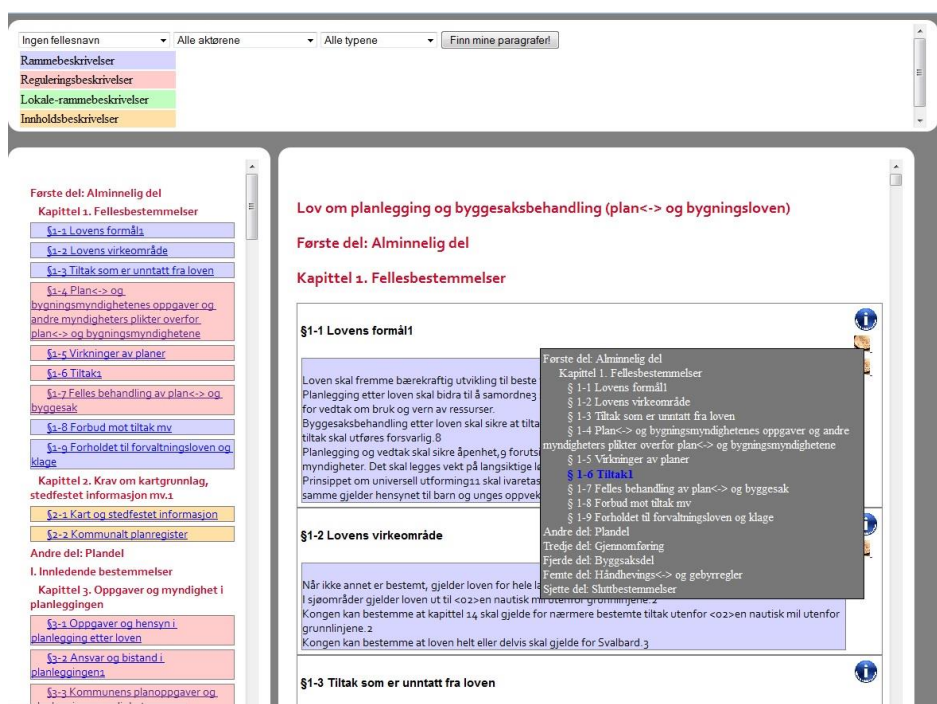 Ingen fellesnavn Alle aktørene Alle typene Finn mine paragrafer!
Rammebeskrivelser
Reguleringsbeskrivelser
Lokale-rammebeskrivelser
Innholdsbeskrivelser
Første del: Alminnelig del
Kapittel 1. Fellesbestemmelser
§1-1 Lovens formål1
§1-2 Lovens virkeområde
§1-3 Tiltak som er unntatt fra loven
§1-4 Plan<-> og
bygningsmyndighetenes oppgaver og
andre myndigheters plikter overfor
plan<-> og bygningsmyndighetene
§1-5 Virkninger av planer
§1-6 Tiltak1
§1-7 Felles behandling av plan<-> og
byggesak
§1-8 Forbud mot tiltak mv
§1-9 Forholdet til forvaltningsloven og
klage
Kapittel 2. Krav om kartgrunnlag,
stedfestet informasjon mv.1
§2-1 Kart og stedfestet informasjon
§2-2 Kommunalt planregister
Andre del: Plandel
I. Innledende bestemmelser
Kapittel 3. Oppgaver og myndighet i
planleggingen
§3-1 Oppgaver og hensyn i
planlegging etter loven
§3-2 Ansvar og bistand i
planleggingen1
§3-3 Kommunens planoppgaver og
Lov om planlegging og byggesaksbehandling (plan<-> og bygningsloven)
Første del: Alminnelig del
Kapittel 1. Fellesbestemmelser
§1-1 Lovens formål1
Loven skal fremme bærekraftig utvikling til beste
Planlegging etter loven skal bidra til å samordne3
for vedtak om bruk og vern av ressurser.
Byggesaksbehandling etter loven skal sikre at tilta
tiltak skal utføres forsvarlig.8
Planlegging og vedtak skal sikre åpenhet,9 foruts
myndigheter. Det skal legges vekt på langsiktige lø
Prinsippet om universell utforming11 skal ivaretas
samme gjelder hensynet til barn og unges oppvek
Første del: Alminnelig del
Kapittel 1. Fellesbestemmelser
§ 1-1 Lovens formål1
§ 1-2 Lovens virkeområde
§ 1-3 Tiltak som er unntatt fra loven
§ 1-4 Plan<-> og bygningsmyndighetenes oppgaver og andre
myndigheters plikter overfor plan<-> og bygningsmyndighetene
§ 1-5 Virkninger av planer
§ 1-6 Tiltak1
§ 1-7 Felles behandling av plan<-> og byggesak
§ 1-8 Forbud mot tiltak mv
§ 1-9 Forholdet til forvaltningsloven og klage
Andre del: Plandel
Tredje del: Gjennomføring
Fjerde del: Byggsaksdel
Femte del: Håndhevings<-> og gebyrregler
Sjette del: Sluttbestemmelser
§1-2 Lovens virkeområde
Når ikke annet er bestemt, gjelder loven for hele la
I sjøområder gjelder loven ut til <02>en nautisk mil utenfor grunnlinjene.2
Kongen kan bestemme at kapittel 14 skal gjelde for nærmere bestemte tiltak utenfor <02>en nautisk mil utenfor
grunnlinjene.2
Kongen kan bestemme at loven helt eller delvis skal gjelde for Svalbard.3
§1-3 Tiltak som er unntatt fra loven